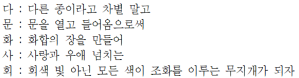 다 : 다른 종이라고 차별 말고
문 : 문을 열고 들어옴으로써
화 : 화합의 장을 만들어
사 : 사랑과 우애 넘치는
회 : 회색 빛 아닌 모든 색이 조화를 이루는 무지개가 되자